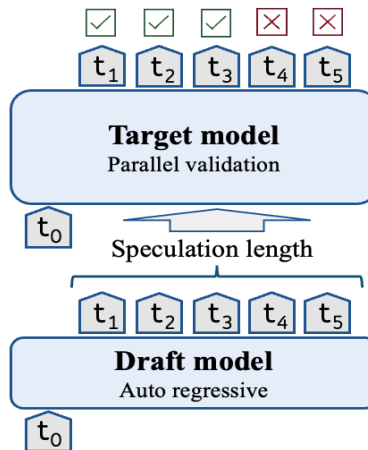 t1 t2 t3 t4 t5
Target model
Parallel validation
t0
Speculation length
t1 t2 t3 t4 t5
Draft model
Auto regressive
t0